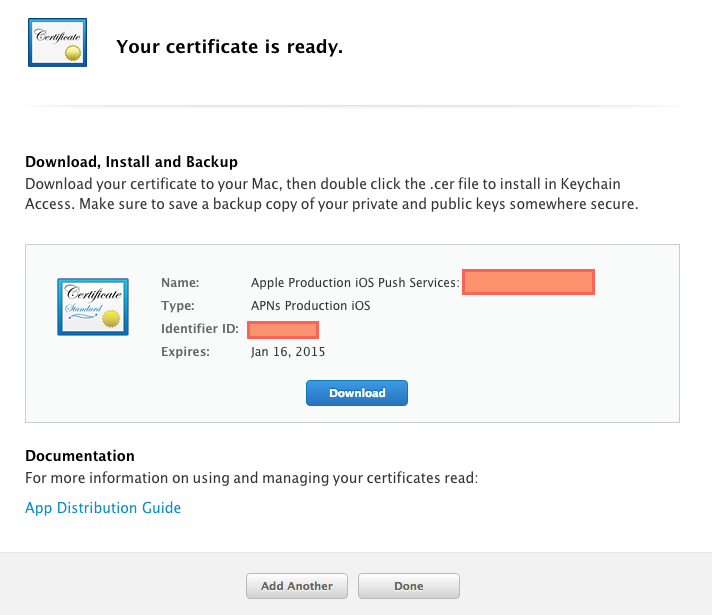 Certificate
Your certificate is ready.
Download, Install and Backup
Download your certificate to your Mac, then double click the .cer file to install in Keychain
Access. Make sure to save a backup copy of your private and public keys somewhere secure.
Certificate
Standard
Name: Apple Production iOS Push Services:
Type: APNs Production iOS
Identifier ID:
Expires: Jan 16, 2015
Download
Documentation
For more information on using and managing your certificates read:
App Distribution Guide
Add Another Done